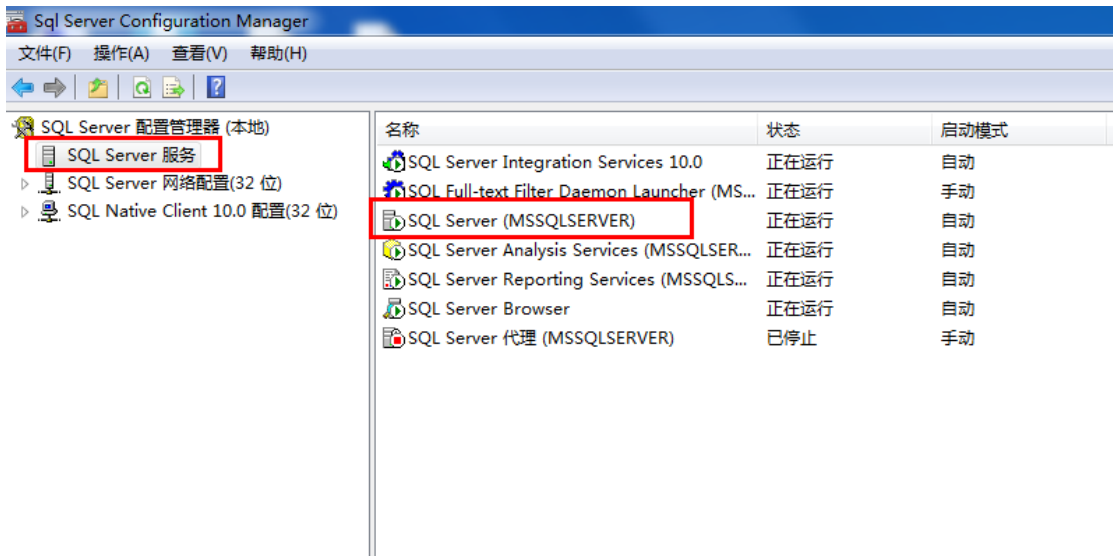 Sql Server Configuration Manager
文件(F) 操作(A) 查看(V) 帮助(H)
SQL Server 配置管理器 (本地)
SQL Server 服务
SQL Server 网络配置(32 位)
SQL Native Client 10.0 配置(32 位)
名称 状态 启动模式
SQL Server Integration Services 10.0 正在运行 自动
SQL Full-text Filter Daemon Launcher (MS... 正在运行 手动
SQL Server (MSSQLSERVER) 正在运行 自动
SQL Server Analysis Services (MSSQLSER... 正在运行 自动
SQL Server Reporting Services (MSSQLS... 正在运行 自动
SQL Server Browser 正在运行 自动
SQL Server 代理 (MSSQLSERVER) 已停止 手动